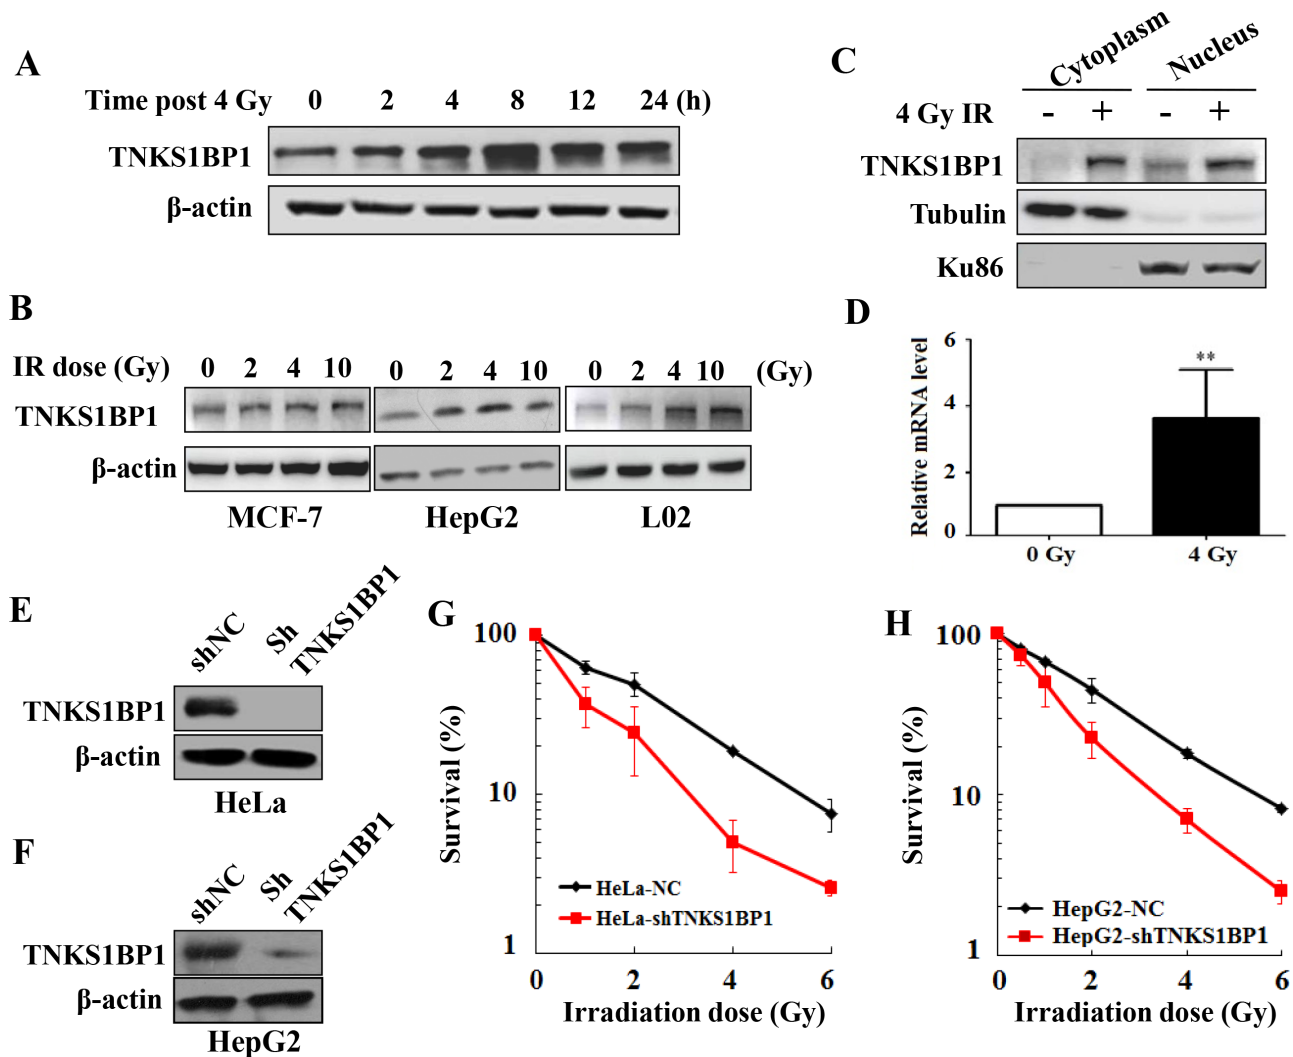 A
Time post 4 Gy 0 2 4 8 12 24 (h)
TNKS1BP1
β-actin
B
IR dose (Gy) 0 2 4 10 0 2 4 10 0 2 4 10 (Gy)
TNKS1BP1
β-actin
MCF-7 HepG2 L02
C
Cytoplasm Nucleus
4 Gy IR - + - +
TNKS1BP1
Tubulin
Ku86
D
Relative mRNA level
6
4
2
0
**
0 Gy 4 Gy
E
shNC Sh
TNKS1BP1
TNKS1BP1
β-actin
HeLa
F
shNC Sh
TNKS1BP1
TNKS1BP1
β-actin
HepG2
G
Survival (%)
100
10
1
HeLa-NC
HeLa-shTNKS1BP1
0 2 4 6
Irradiation dose (Gy)
H
Survival (%)
100
10
1
HepG2-NC
HepG2-shTNKS1BP1
0 2 4 6
Irradiation dose (Gy)